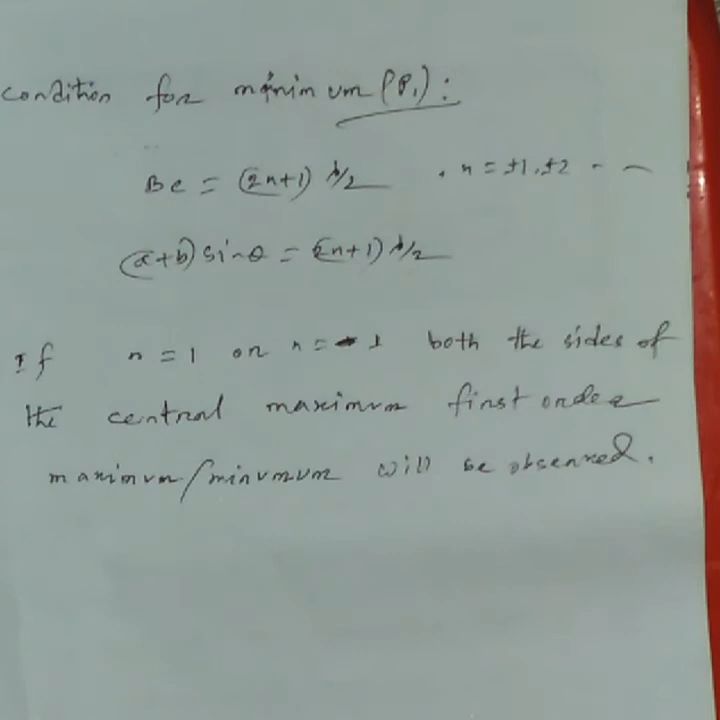 condition for minimum (P₁) :
Be = (2n+1) λ/2 , n = ±1, ±2 - -
(a+b) sinθ = (2n+1) λ/2
If n = 1 or n = -1 both the sides of
the central maximum first order
maximum/minumum will be observed.